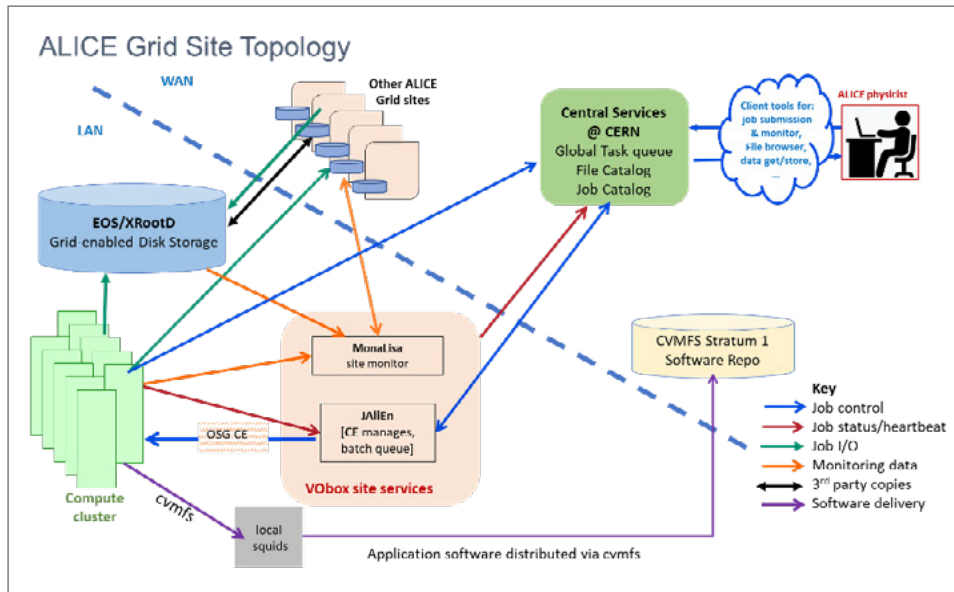 ALICE Grid Site Topology
WAN
LAN
Other ALICE
Grid sites
Central Services
@ CERN
Global Task queue
File Catalog
Job Catalog
Client tools for:
job submission
& monitor,
File browser,
data get/store,
...
ALICE physicist
EOS/XRootD
Grid-enabled Disk Storage
MonaLisa
site monitor
JAliEn
[CE manages,
batch queue]
VObox site services
OSG CE
Compute
cluster
cvmfs
local
squids
Application software distributed via cvmfs
CVMFS Stratum 1
Software Repo
Key
Job control
Job status/heartbeat
Job I/O
Monitoring data
3rd party copies
Software delivery